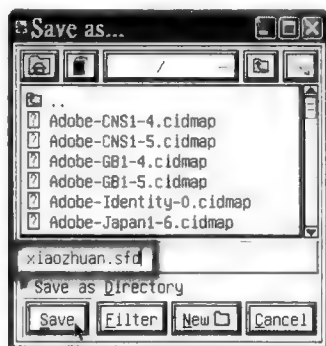 Save as...
/
..
Adobe-CNS1-4.cidmap
Adobe-CNS1-5.cidmap
Adobe-GB1-4.cidmap
Adobe-GB1-5.cidmap
Adobe-Identity-0.cidmap
Adobe-Japan1-6.cidmap
xiaozhuan.sfd
Save as Directory
Save Filter New Cancel